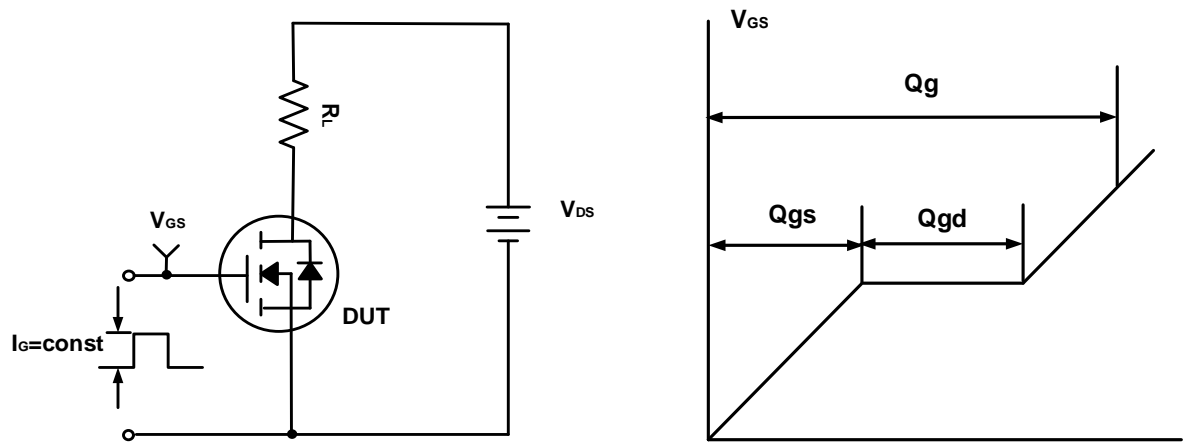 RL
VDS
VGS
DUT
IG=const
VGS
Qg
Qgs
Qgd